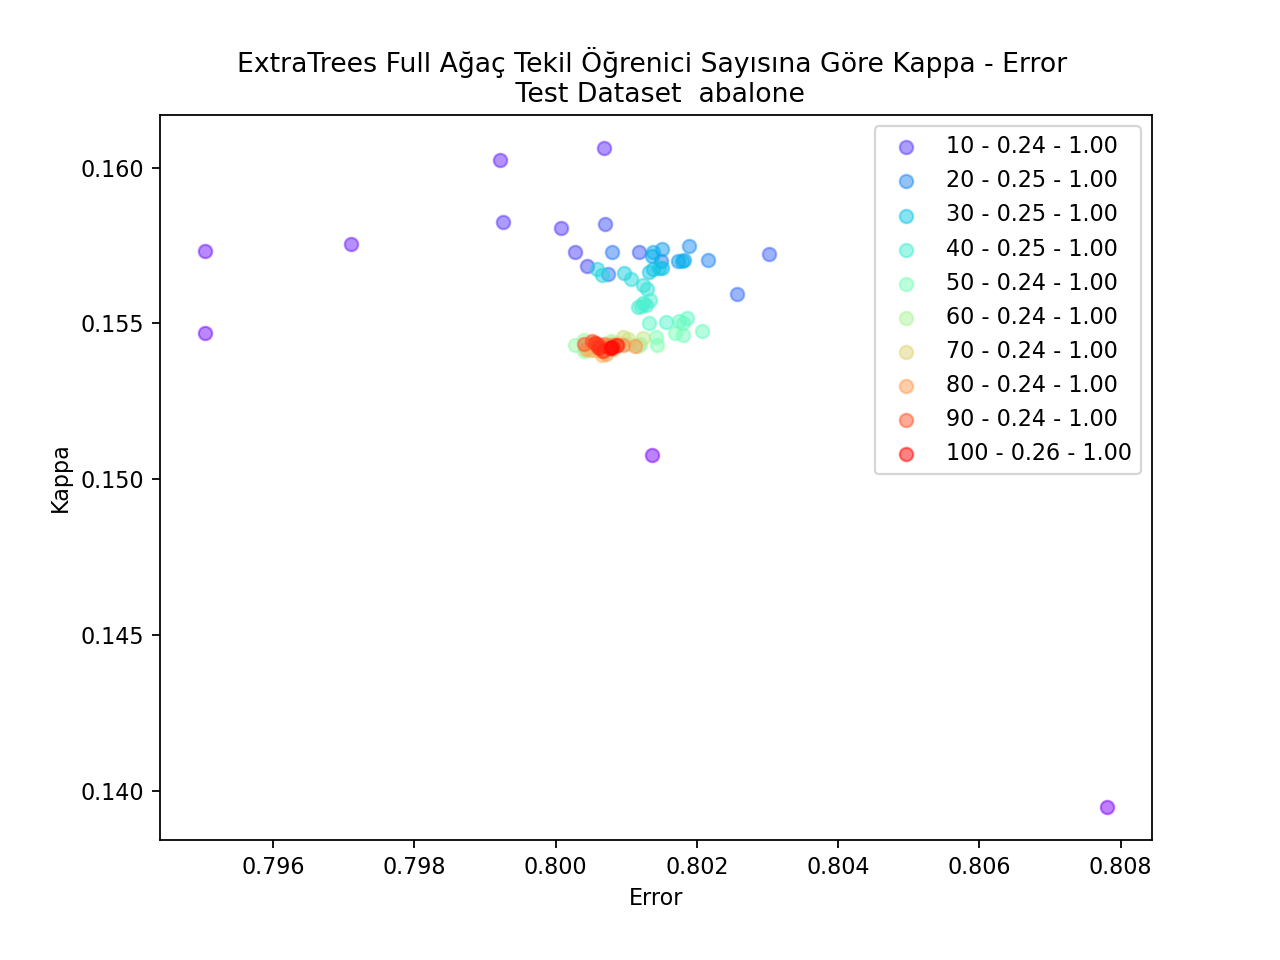 ExtraTrees Full Ağaç Tekil Öğrenici Sayısına Göre Kappa - Error
Test Dataset  abalone
10 - 0.24 - 1.00
20 - 0.25 - 1.00
30 - 0.25 - 1.00
40 - 0.25 - 1.00
50 - 0.24 - 1.00
60 - 0.24 - 1.00
70 - 0.24 - 1.00
80 - 0.24 - 1.00
90 - 0.24 - 1.00
100 - 0.26 - 1.00
Kappa
0.160
0.155
0.150
0.145
0.140
0.796 0.798 0.800 0.802 0.804 0.806 0.808
Error